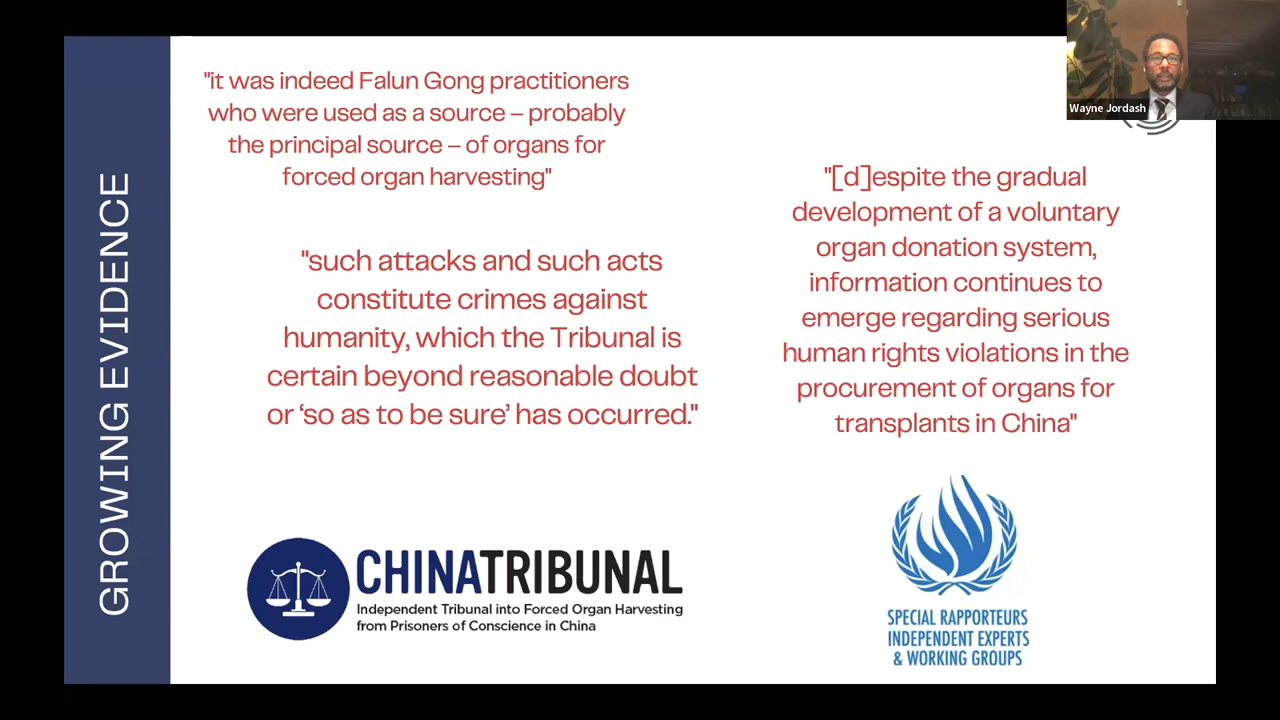 GROWING EVIDENCE
"it was indeed Falun Gong practitioners
who were used as a source – probably
the principal source – of organs for
forced organ harvesting"
"such attacks and such acts
constitute crimes against
humanity, which the Tribunal is
certain beyond reasonable doubt
or ‘so as to be sure’ has occurred."
CHINATRIBUNAL
Independent Tribunal into Forced Organ Harvesting
from Prisoners of Conscience in China
Wayne Jordash
"[d]espite the gradual
development of a voluntary
organ donation system,
information continues to
emerge regarding serious
human rights violations in the
procurement of organs for
transplants in China"
SPECIAL RAPPORTEURS
INDEPENDENT EXPERTS
& WORKING GROUPS